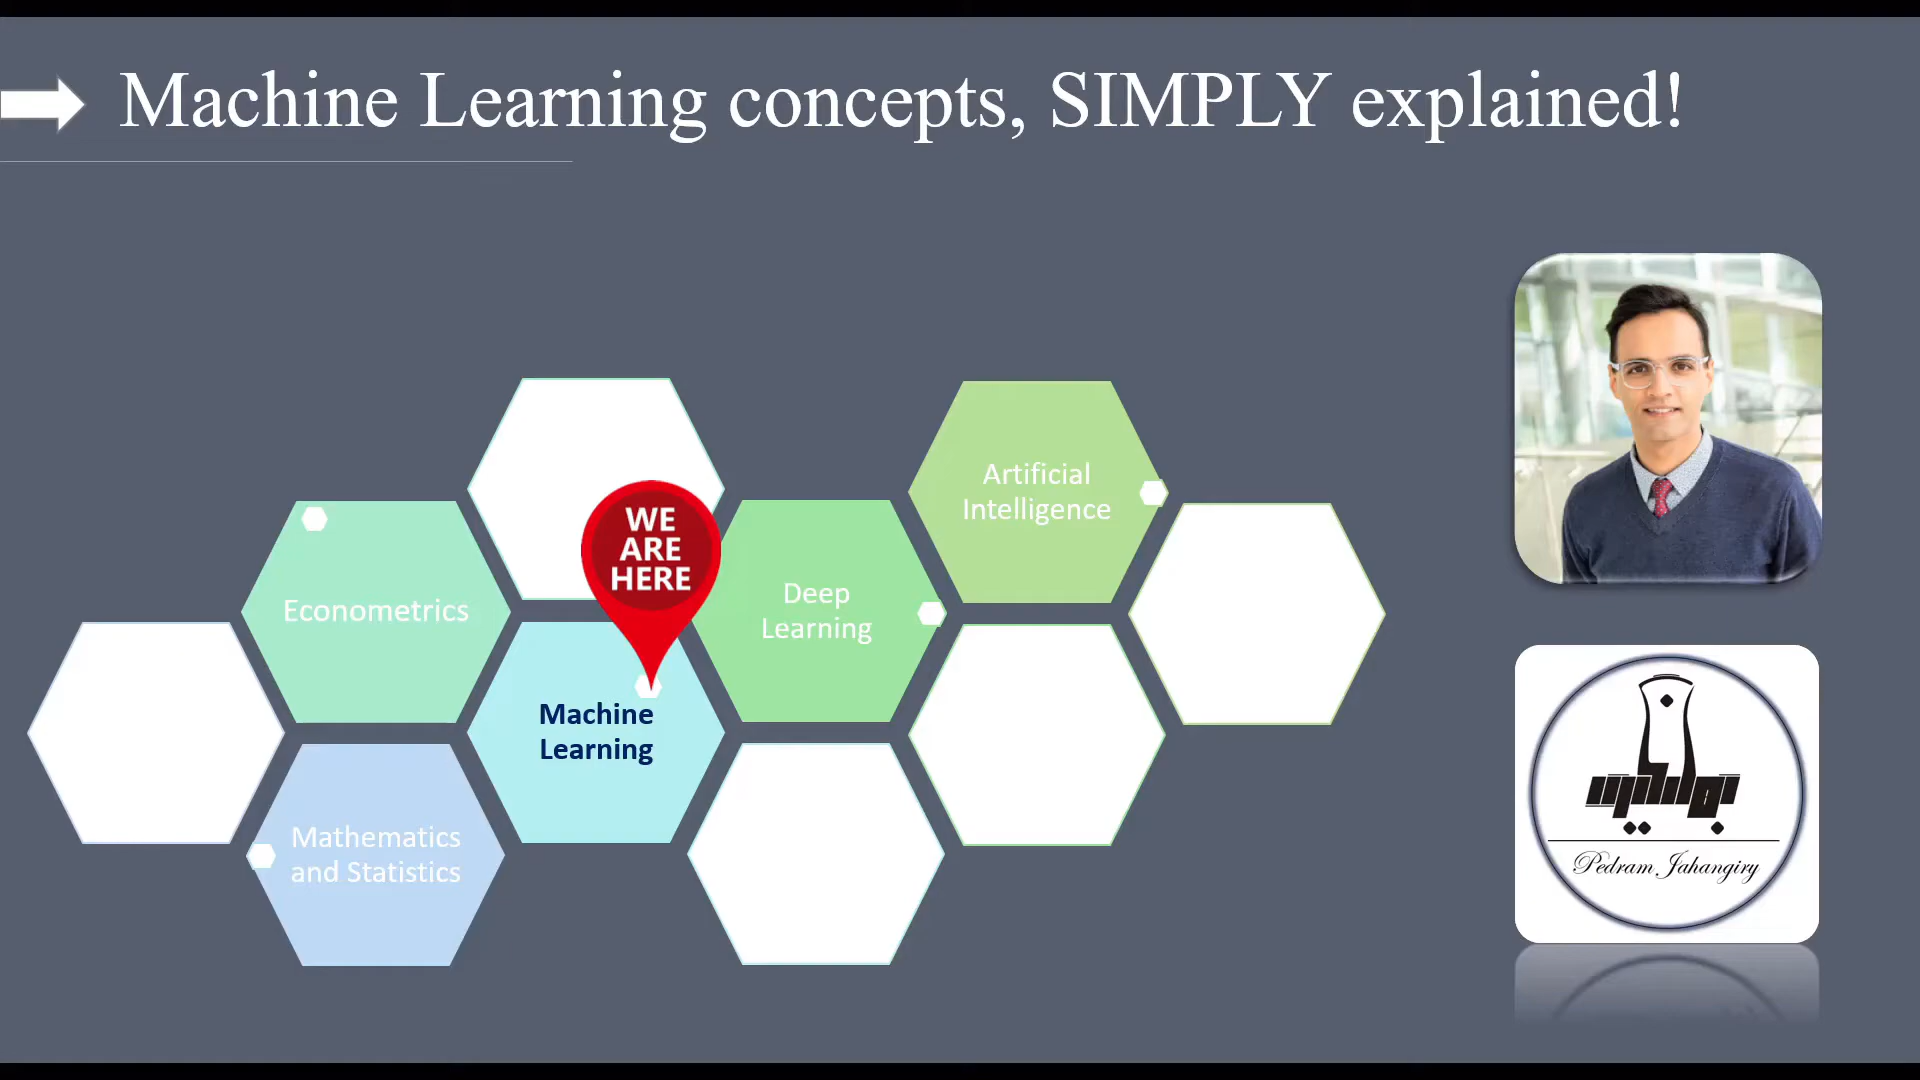 Machine Learning concepts, SIMPLY explained!
Artificial
Intelligence
WE
ARE
HERE
Deep
Learning
Econometrics
Machine
Learning
Mathematics
and Statistics
Pedram Jahangiry